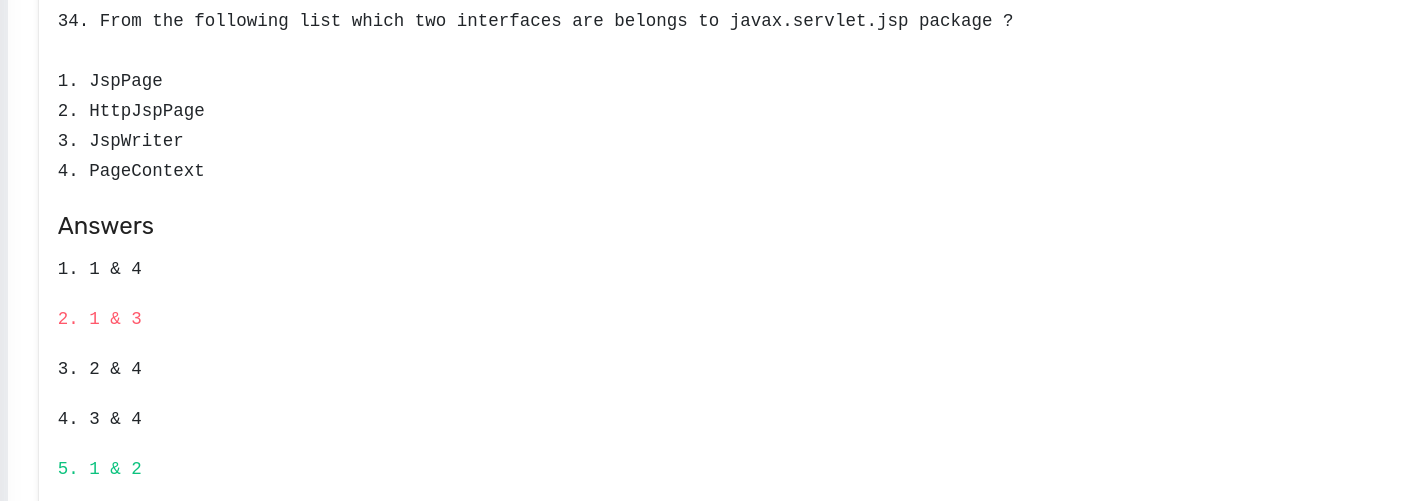 34. From the following list which two interfaces are belongs to javax.servlet.jsp package ?
1. JspPage
2. HttpJspPage
3. JspWriter
4. PageContext
Answers
1. 1 & 4
2. 1 & 3
3. 2 & 4
4. 3 & 4
5. 1 & 2